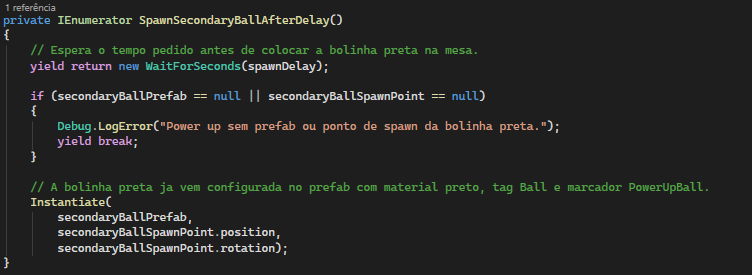 1 referência
private IEnumerator SpawnSecondaryBallAfterDelay()
{
    // Espera o tempo pedido antes de colocar a bolinha preta na mesa.
    yield return new WaitForSeconds(spawnDelay);

    if (secondaryBallPrefab == null || secondaryBallSpawnPoint == null)
    {
        Debug.LogError("Power up sem prefab ou ponto de spawn da bolinha preta.");
        yield break;
    }

    // A bolinha preta ja vem configurada no prefab com material preto, tag Ball e marcador PowerUpBall.
    Instantiate(
        secondaryBallPrefab,
        secondaryBallSpawnPoint.position,
        secondaryBallSpawnPoint.rotation);
}